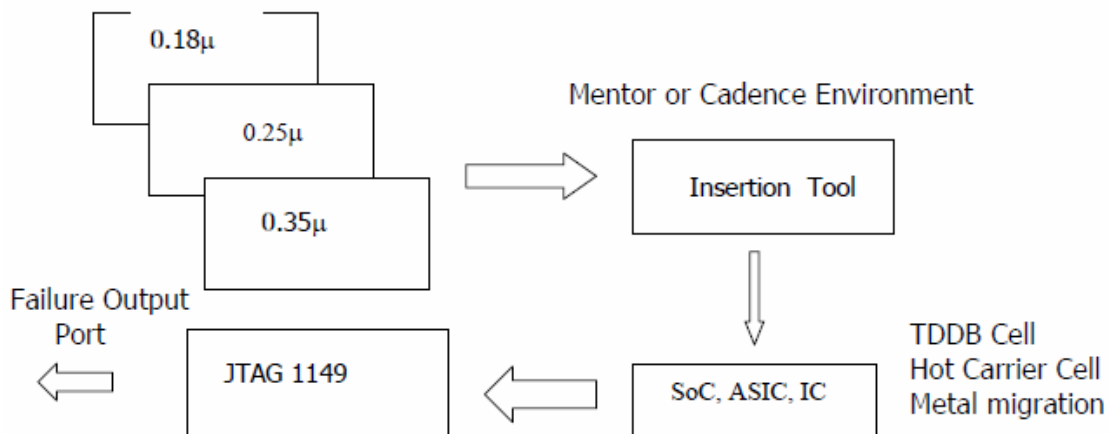 0.18μ
0.25μ
0.35μ
Mentor or Cadence Environment
Insertion Tool
TDDB Cell
Hot Carrier Cell
Metal migration
SoC, ASIC, IC
JTAG 1149
Failure Output
Port